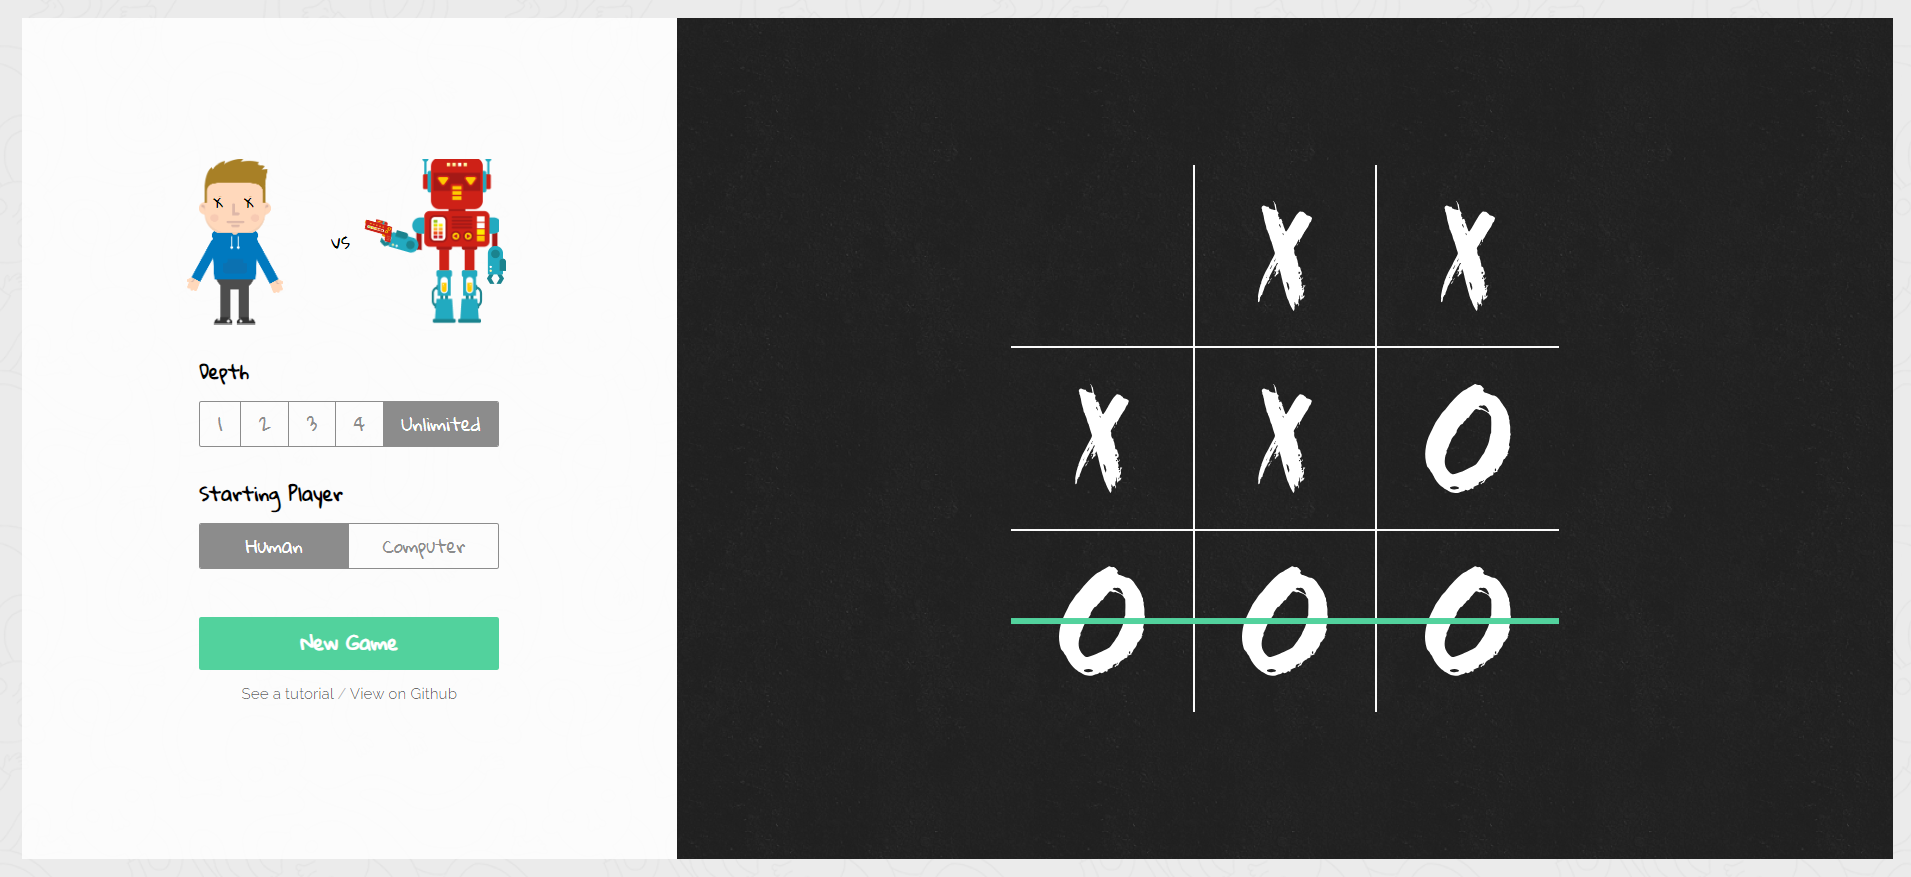 vs
Depth
1 2 3 4 Unlimited
Starting Player
Human Computer
New Game
See a tutorial / View on Github
X X
X X O
O O O